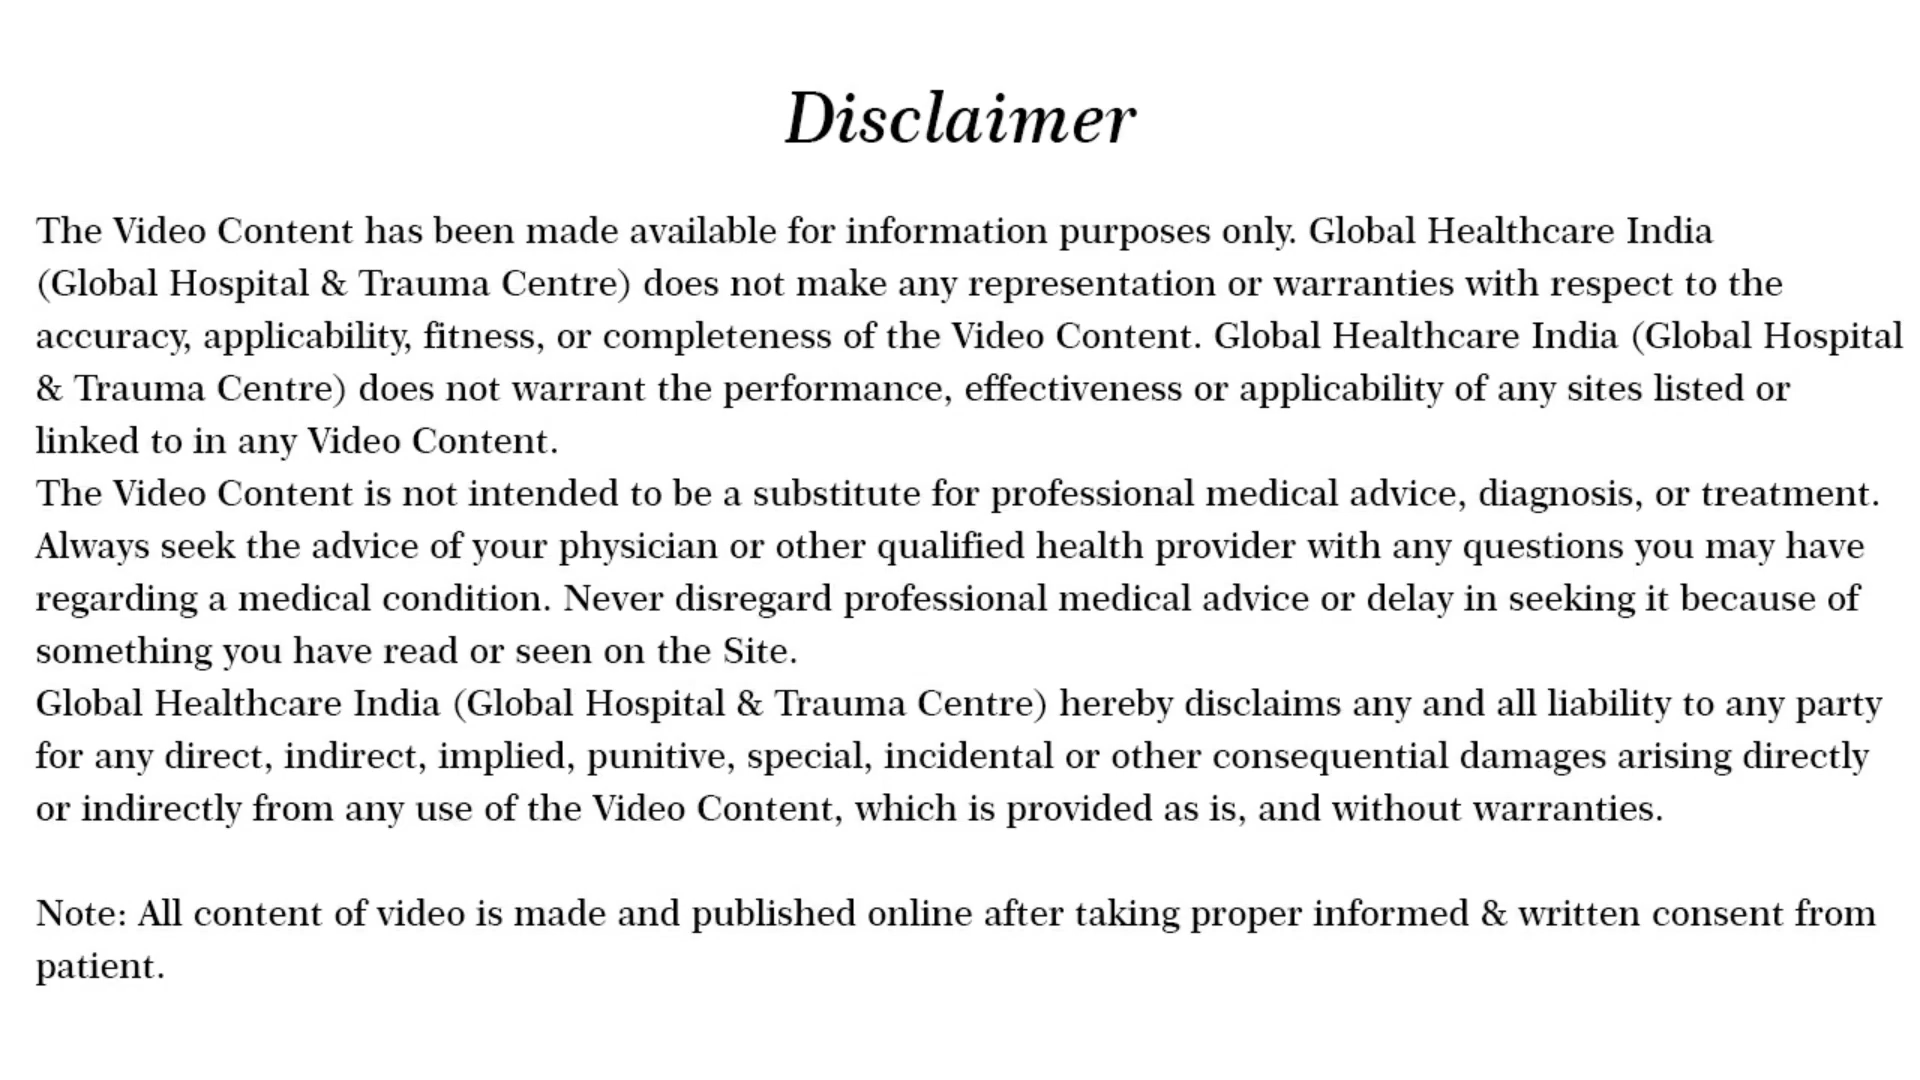 Disclaimer
The Video Content has been made available for information purposes only. Global Healthcare India
(Global Hospital & Trauma Centre) does not make any representation or warranties with respect to the
accuracy, applicability, fitness, or completeness of the Video Content. Global Healthcare India (Global Hospital
& Trauma Centre) does not warrant the performance, effectiveness or applicability of any sites listed or
linked to in any Video Content.
The Video Content is not intended to be a substitute for professional medical advice, diagnosis, or treatment.
Always seek the advice of your physician or other qualified health provider with any questions you may have
regarding a medical condition. Never disregard professional medical advice or delay in seeking it because of
something you have read or seen on the Site.
Global Healthcare India (Global Hospital & Trauma Centre) hereby disclaims any and all liability to any party
for any direct, indirect, implied, punitive, special, incidental or other consequential damages arising directly
or indirectly from any use of the Video Content, which is provided as is, and without warranties.
Note: All content of video is made and published online after taking proper informed & written consent from
patient.